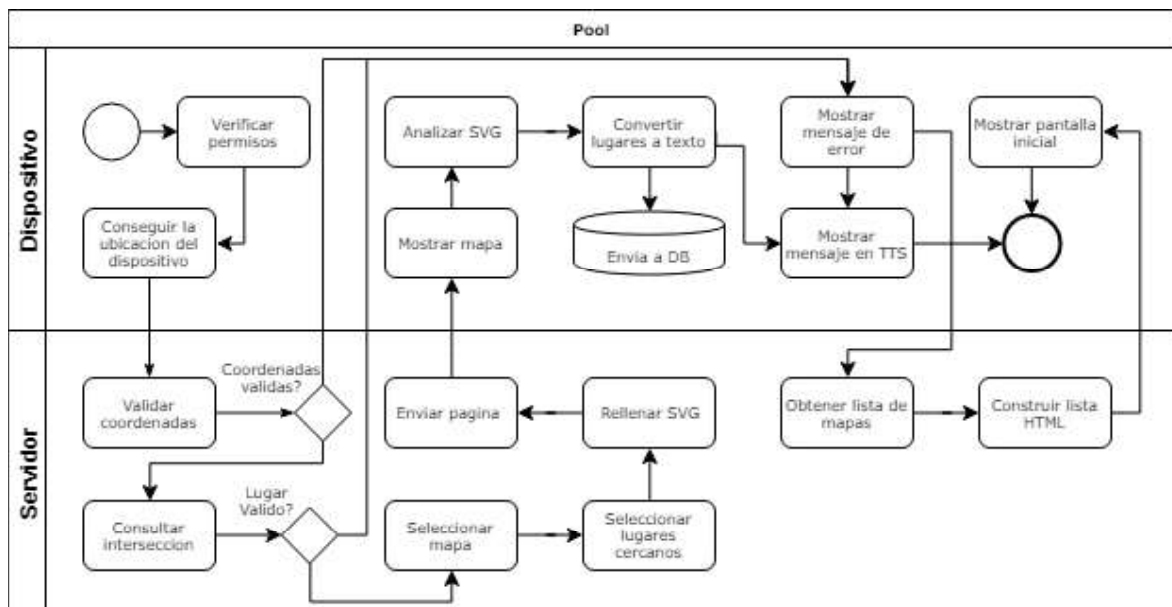 Pool
Dispositivo
Verificar
permisos
Analizar SVG
Convertir
lugares a texto
Mostrar
mensaje de
error
Mostrar pantalla
inicial
Conseguir la
ubicacion del
dispositivo
Mostrar mapa
Envia a DB
Mostrar
mensaje en TTS
Servidor
Coordenadas
validas?
Validar
coordenadas
Enviar pagina
Rellenar SVG
Obtener lista de
mapas
Construir lista
HTML
Lugar
Valido?
Consultar
interseccion
Seleccionar
mapa
Seleccionar
lugares
cercanos